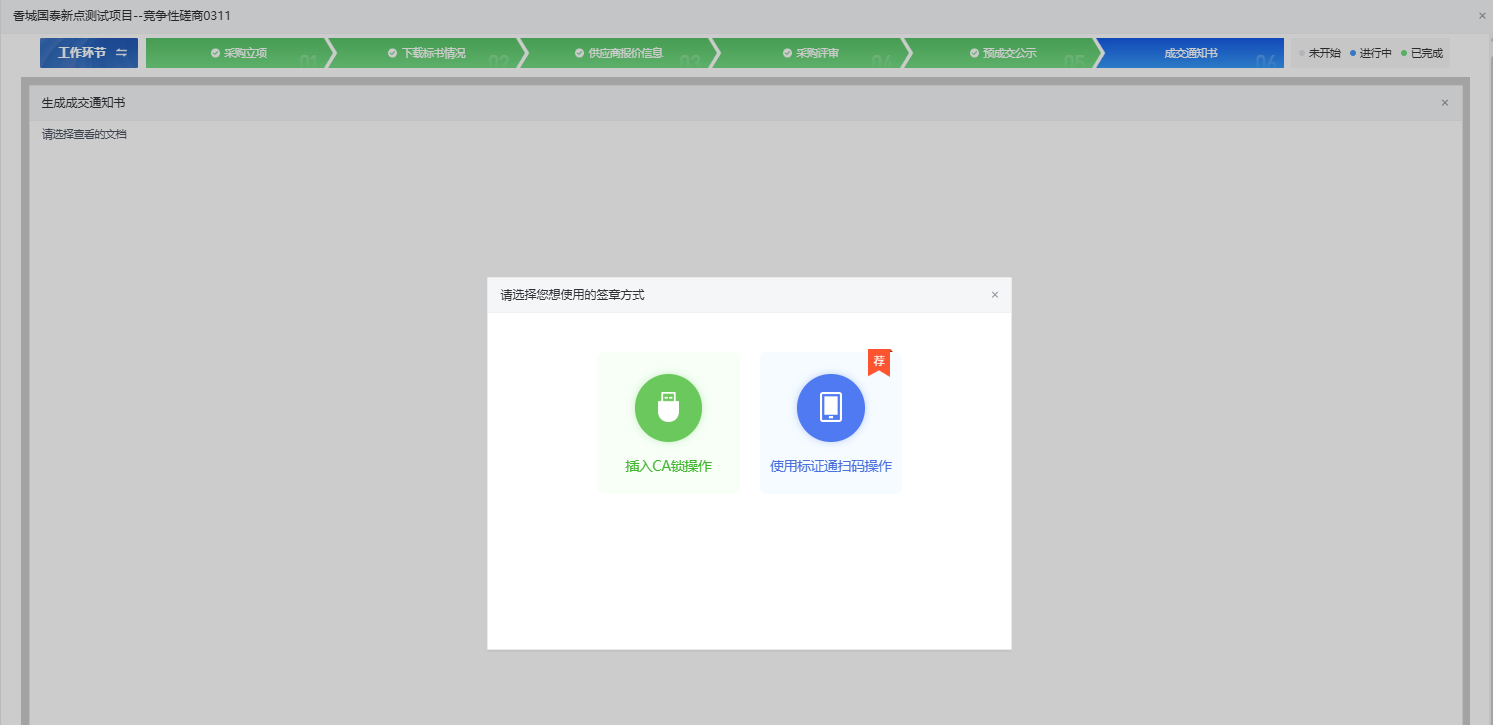 香城国泰新点测试项目--竞争性磋商0311
工作环节
采购立项 01
下载标书情况 02
供应商报价信息 03
采购评审 04
预成交公示 05
成交通知书 06
未开始 进行中 已完成
生成成交通知书
请选择查看的文档
请选择您想使用的签章方式
荐
插入CA锁操作
使用标证通扫码操作